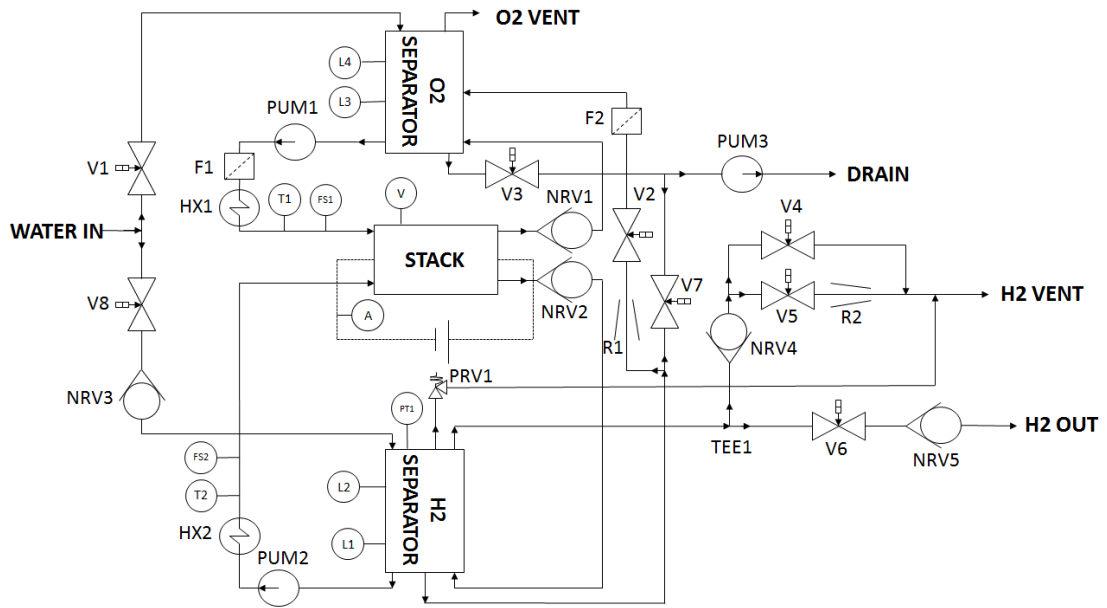 O2 VENT
O2
SEPARATOR
L4
L3
PUM1
F2
PUM3
V1
F1
V3
DRAIN
HX1
T1
FS1
V
NRV1
V2
V4
WATER IN
STACK
V7
H2 VENT
V8
A
NRV2
V5
R2
R1
NRV4
PRV1
NRV3
PT1
H2 OUT
TEE1
V6
NRV5
FS2
H2
SEPARATOR
L2
T2
HX2
L1
PUM2